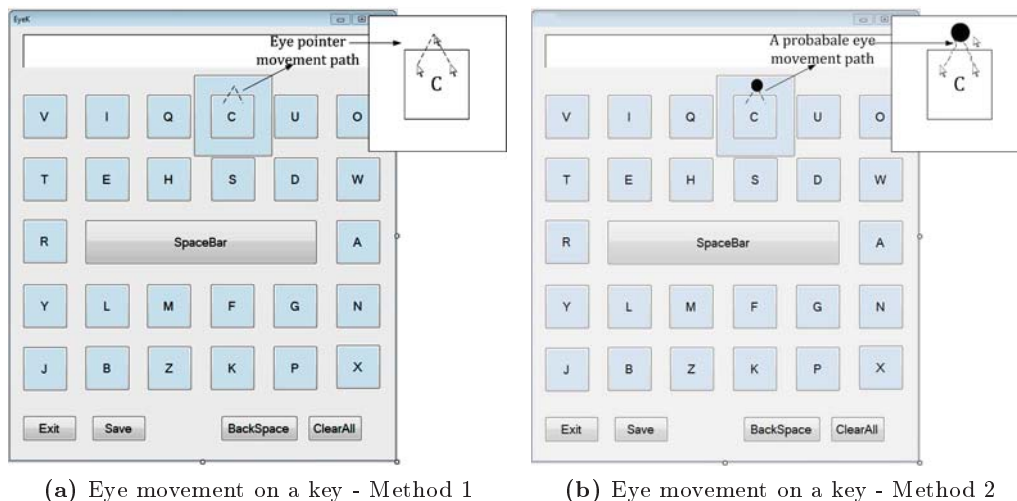 EyeK
Eye pointer
movement path
C
V I Q C U O
T E H S D W
R SpaceBar A
Y L M F G N
J B Z K P X
Exit Save BackSpace ClearAll
(a) Eye movement on a key - Method 1
A probabale eye
movement path
C
V I Q C U O
T E H S D W
R SpaceBar A
Y L M F G N
J B Z K P X
Exit Save BackSpace ClearAll
(b) Eye movement on a key - Method 2